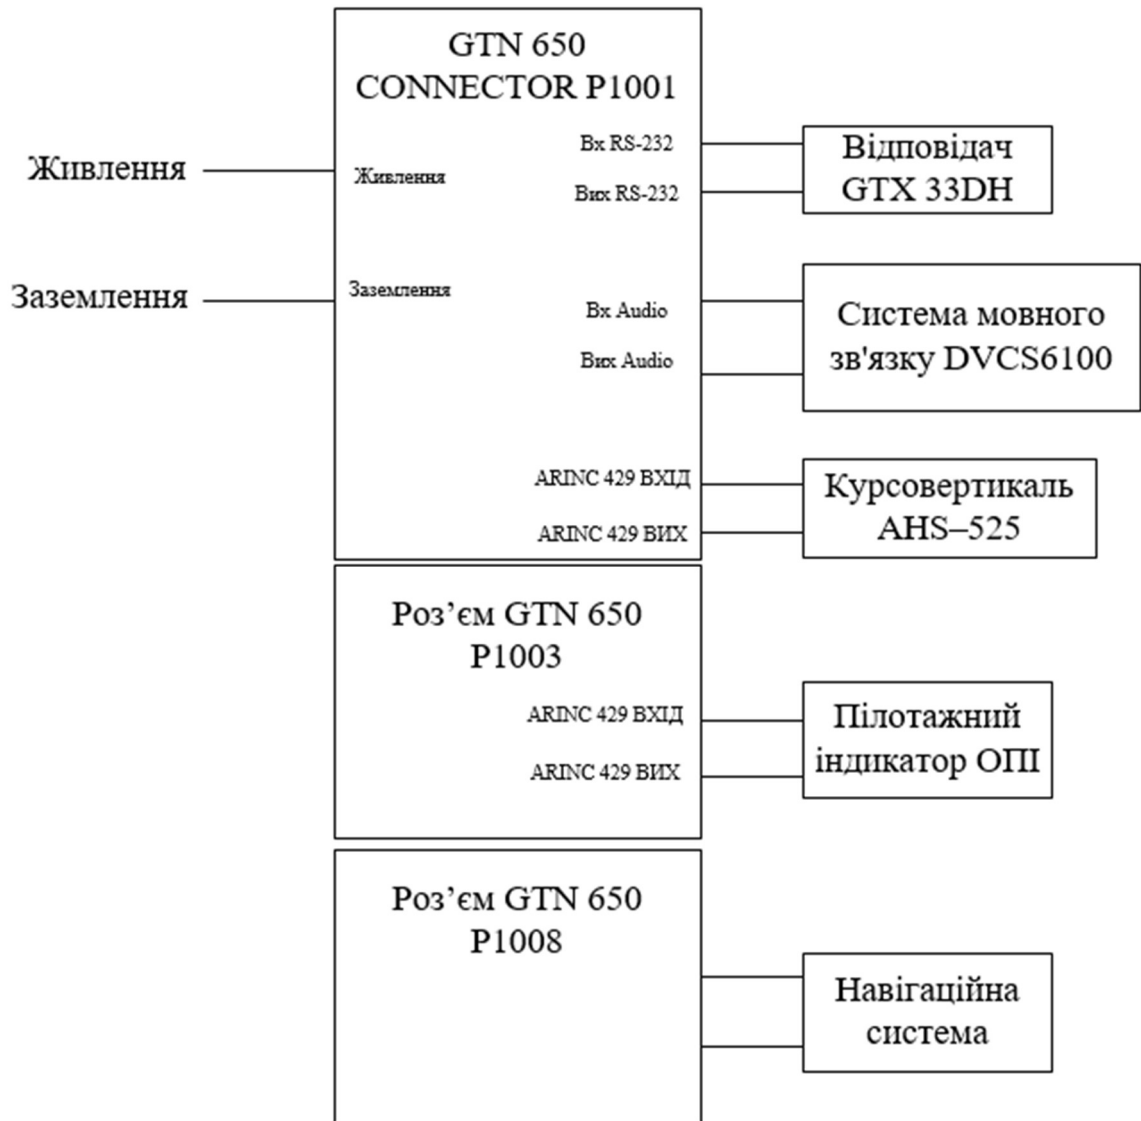 GTN 650
CONNECTOR P1001
Живлення
Живлення
Вх RS-232
Вих RS-232
Відповідач
GTX 33DH
Заземлення
Заземлення
Вх Audio
Вих Audio
Система мовного
зв'язку DVCS6100
ARINC 429 ВХІД
ARINC 429 ВИХ
Курсовертикаль
AHS–525
Роз’єм GTN 650
P1003
ARINC 429 ВХІД
ARINC 429 ВИХ
Пілотажний
індикатор ОПІ
Роз’єм GTN 650
P1008
Навігаційна
система